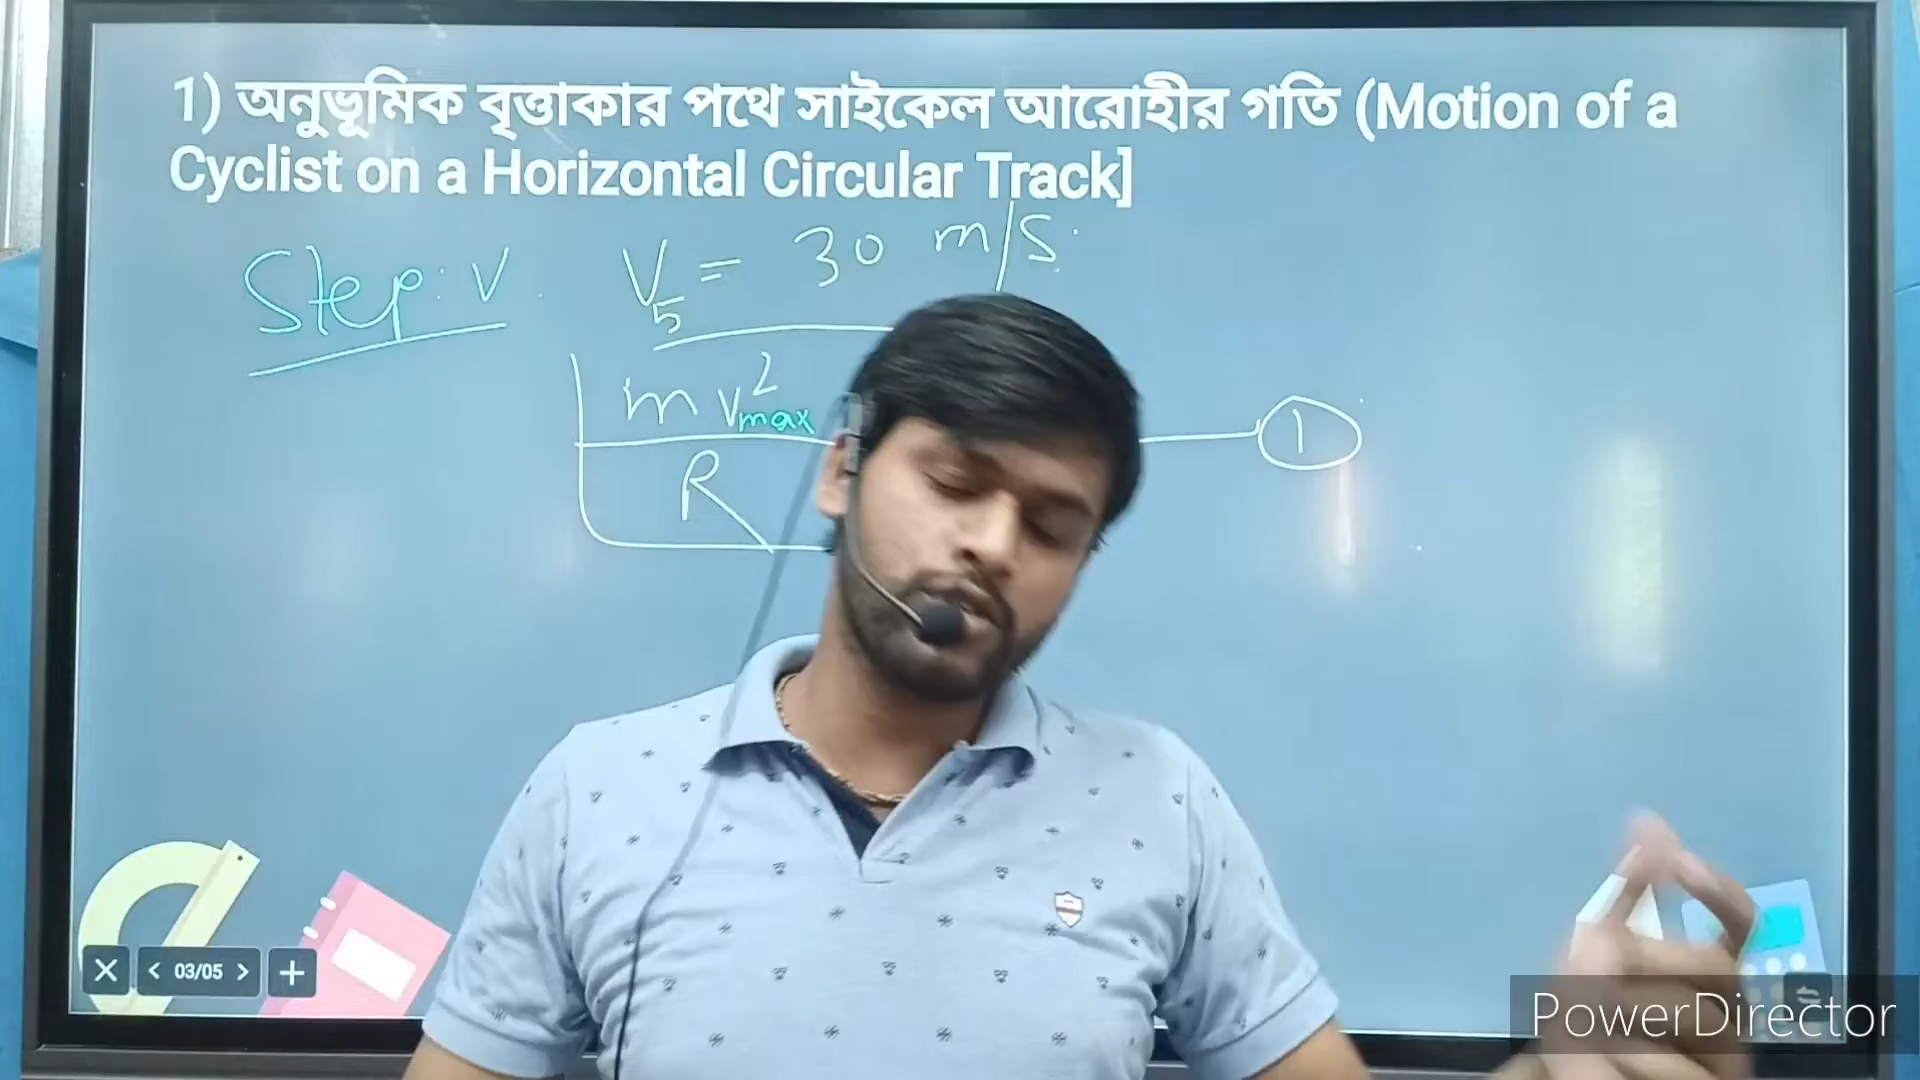 1) অনুভূমিক বৃত্তাকার পথে সাইকেল আরোহীর গতি (Motion of a
Cyclist on a Horizontal Circular Track]
Step: V. V5 = 30 m/s.
m v²max
R
1
03/05
PowerDirector